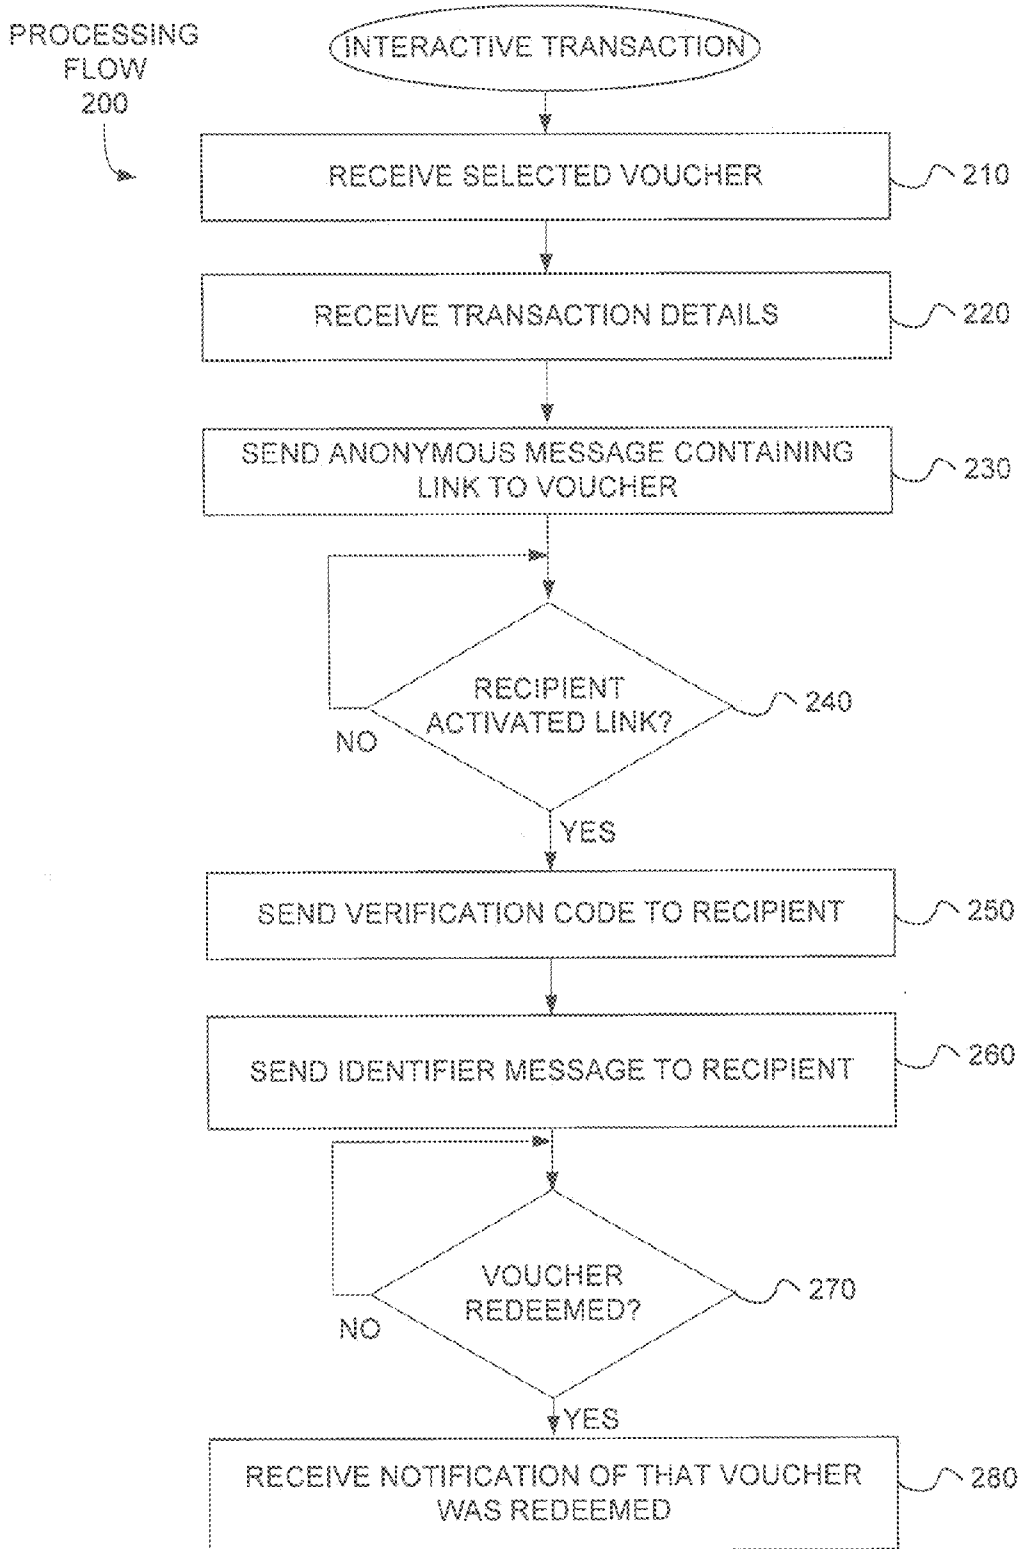 PROCESSING
FLOW
200
INTERACTIVE TRANSACTION
RECEIVE SELECTED VOUCHER
210
RECEIVE TRANSACTION DETAILS
220
SEND ANONYMOUS MESSAGE CONTAINING
LINK TO VOUCHER
230
RECIPIENT
ACTIVATED LINK?
240
NO
YES
SEND VERIFICATION CODE TO RECIPIENT
250
SEND IDENTIFIER MESSAGE TO RECIPIENT
260
VOUCHER
REDEEMED?
270
NO
YES
RECEIVE NOTIFICATION OF THAT VOUCHER
WAS REDEEMED
280